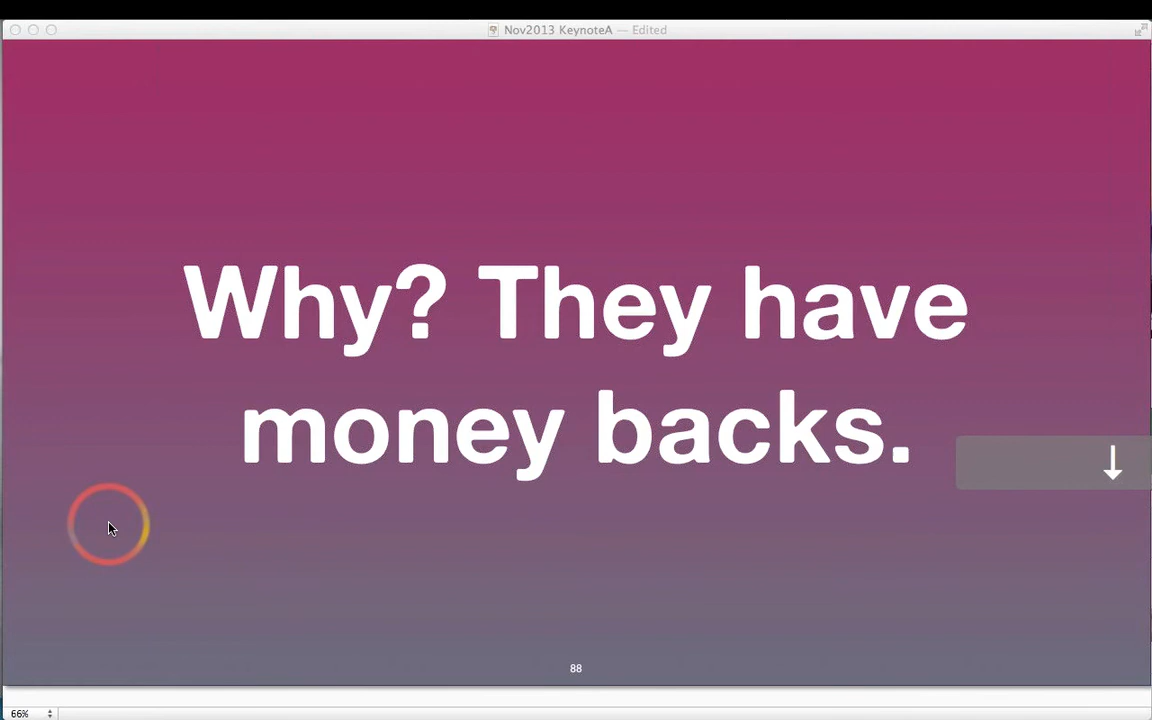 Nov2013 KeynoteA — Edited
Why? They have
money backs.
↓
88
66%